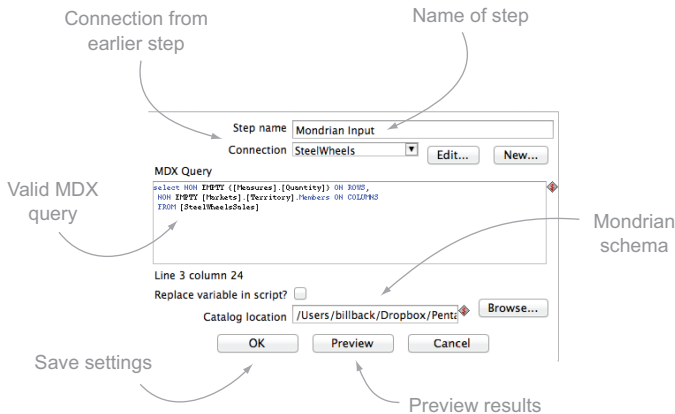 Connection from
earlier step
Name of step
Step name Mondrian Input
Connection SteelWheels Edit... New...
MDX Query
select NON EMPTY ([Measures].[Quantity]) ON ROWS,
NON EMPTY [Markets].[Territory].Members ON COLUMNS
FROM [SteelWheelsSales]
Valid MDX
query
Mondrian
schema
Line 3 column 24
Replace variable in script?
Catalog location /Users/billback/Dropbox/Penta Browse...
OK Preview Cancel
Save settings
Preview results